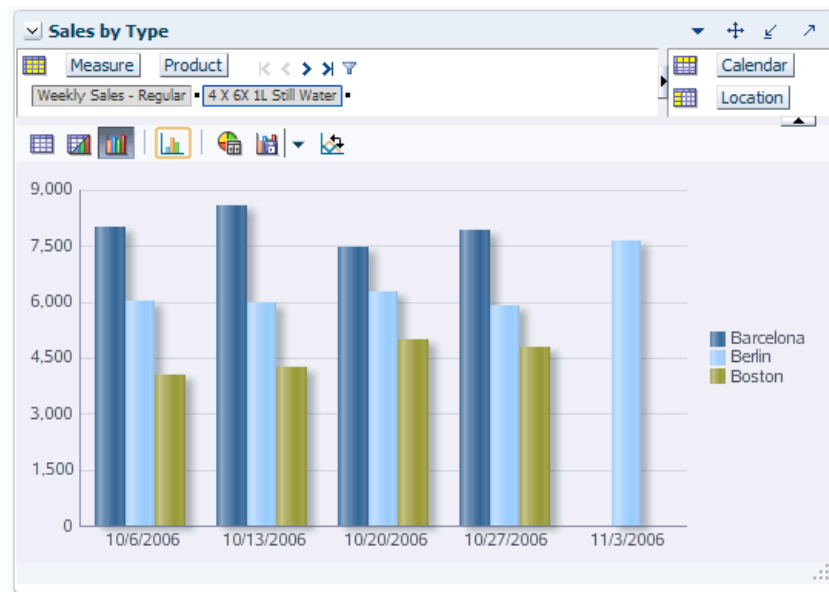 Sales by Type
Measure Product
Calendar
Weekly Sales - Regular 4 X 6X 1L Still Water
Location
9,000
7,500
6,000
4,500
3,000
1,500
0
10/6/2006 10/13/2006 10/20/2006 10/27/2006 11/3/2006
Barcelona
Berlin
Boston